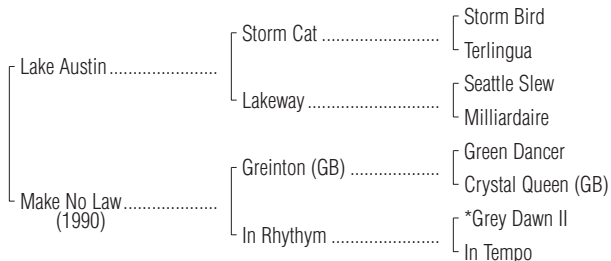 Storm Bird
Storm Cat
Terlingua
Lake Austin
Seattle Slew
Lakeway
Milliardaire
Green Dancer
Greinton (GB)
Crystal Queen (GB)
Make No Law
(1990)
*Grey Dawn II
In Rhythym
In Tempo